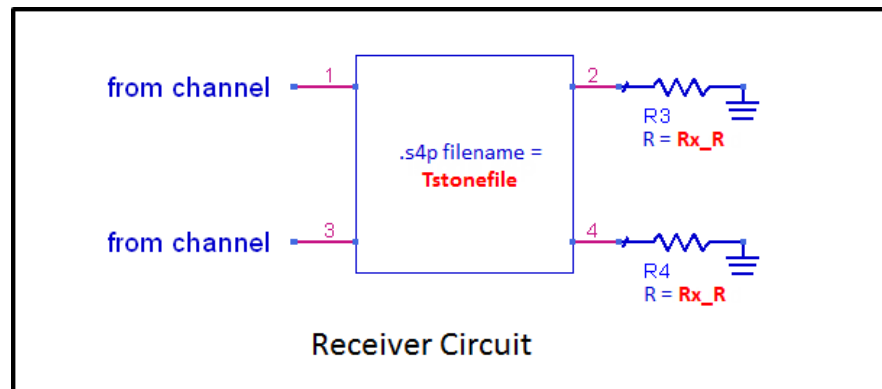 from channel
1
2
R3
R = Rx_R
.s4p filename =
Tstonefile
from channel
3
4
R4
R = Rx_R
Receiver Circuit